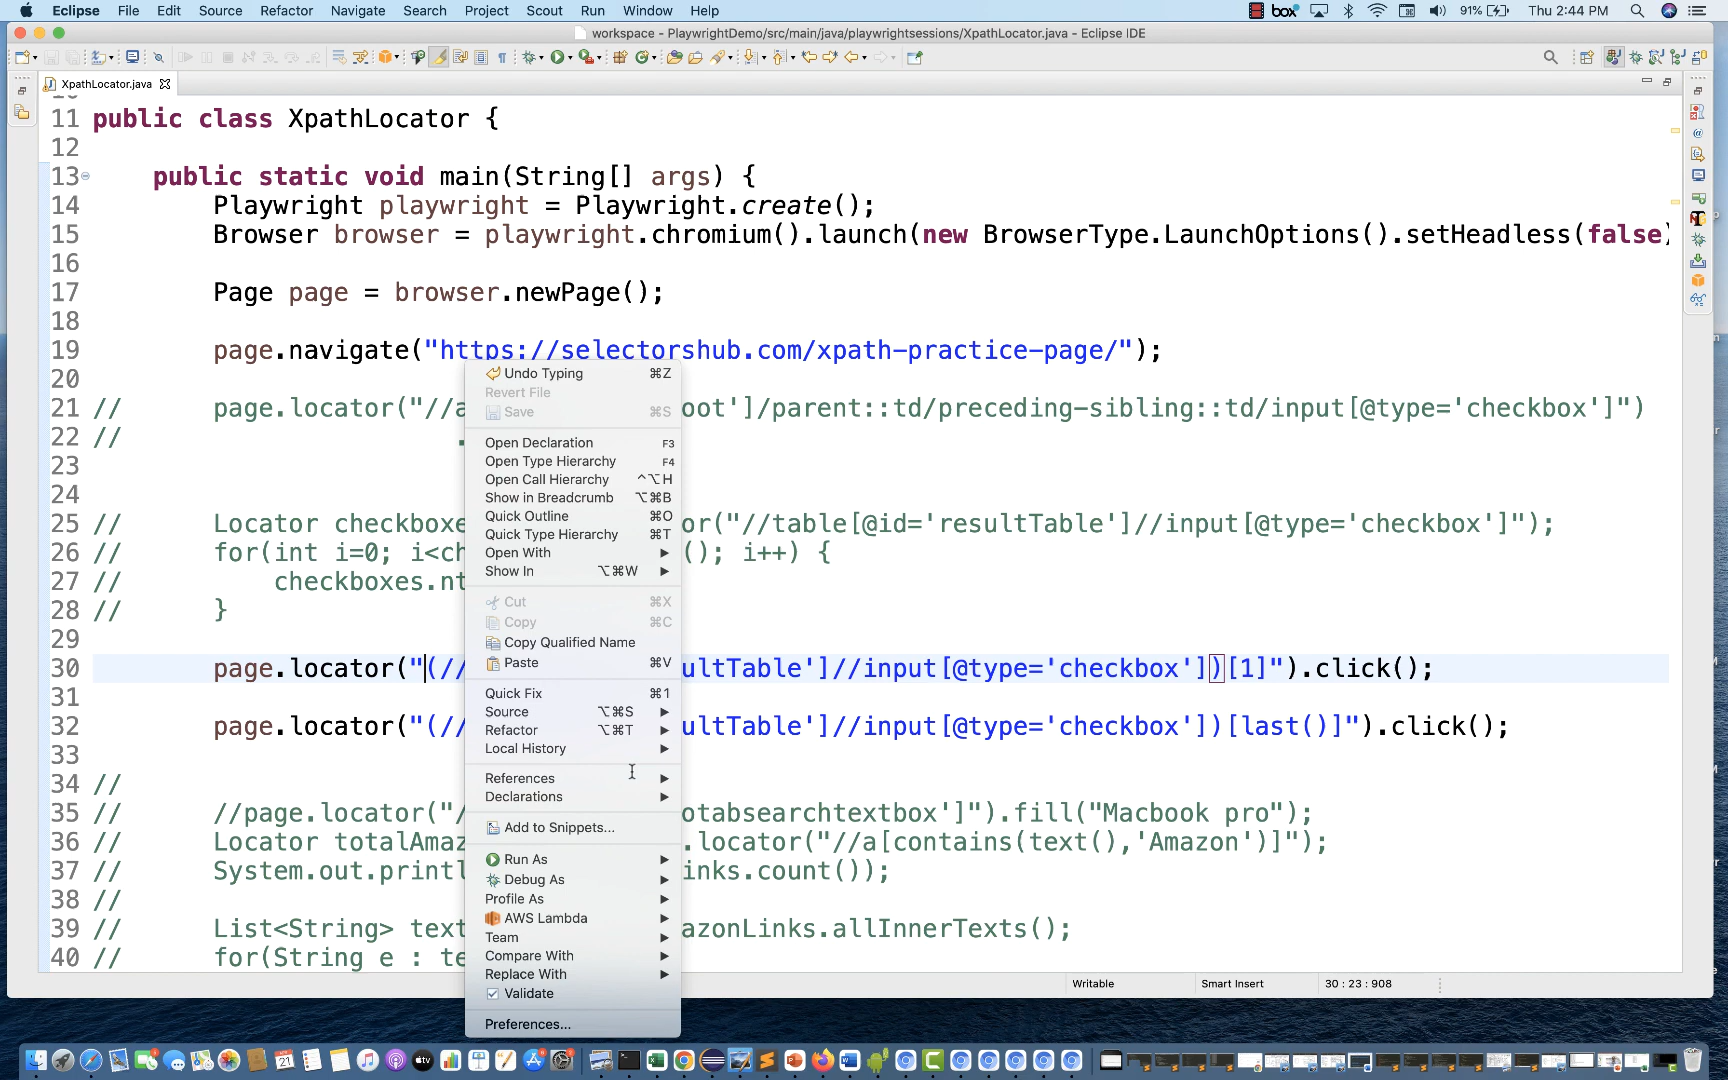 Eclipse File Edit Source Refactor Navigate Search Project Scout Run Window Help box 91% Thu 2:44 PM
workspace - PlaywrightDemo/src/main/java/playwrightsessions/XpathLocator.java - Eclipse IDE
XpathLocator.java
11 public class XpathLocator {
12
13 public static void main(String[] args) {
14 Playwright playwright = Playwright.create();
15 Browser browser = playwright.chromium().launch(new BrowserType.LaunchOptions().setHeadless(false)
16
17 Page page = browser.newPage();
18
19 page.navigate("https://selectorshub.com/xpath-practice-page/");
20
21 // page.locator("//a oot']/parent::td/preceding-sibling::td/input[@type='checkbox']")
22 // .
23
24
25 // Locator checkboxe or("//table[@id='resultTable']//input[@type='checkbox']");
26 // for(int i=0; i<ch (); i++) {
27 // checkboxes.nt
28 // }
29
30 page.locator("(// ultTable']//input[@type='checkbox'])[1]").click();
31
32 page.locator("(// ultTable']//input[@type='checkbox'])[last()]").click();
33
34 //
35 // //page.locator("/ otabsearchtextbox']").fill("Macbook pro");
36 // Locator totalAmaz .locator("//a[contains(text(),'Amazon')]");
37 // System.out.printl inks.count());
38 //
39 // List<String> text azonLinks.allInnerTexts();
40 // for(String e : te
Undo Typing ⌘Z
Revert File
Save ⌘S
Open Declaration F3
Open Type Hierarchy F4
Open Call Hierarchy ^⌥H
Show in Breadcrumb ⌥⌘B
Quick Outline ⌘O
Quick Type Hierarchy ⌘T
Open With
Show In ⌥⌘W
Cut ⌘X
Copy ⌘C
Copy Qualified Name
Paste ⌘V
Quick Fix ⌘1
Source ⌥⌘S
Refactor ⌥⌘T
Local History
References
Declarations
Add to Snippets...
Run As
Debug As
Profile As
AWS Lambda
Team
Compare With
Replace With
Validate
Preferences...
Writable Smart Insert 30 : 23 : 908